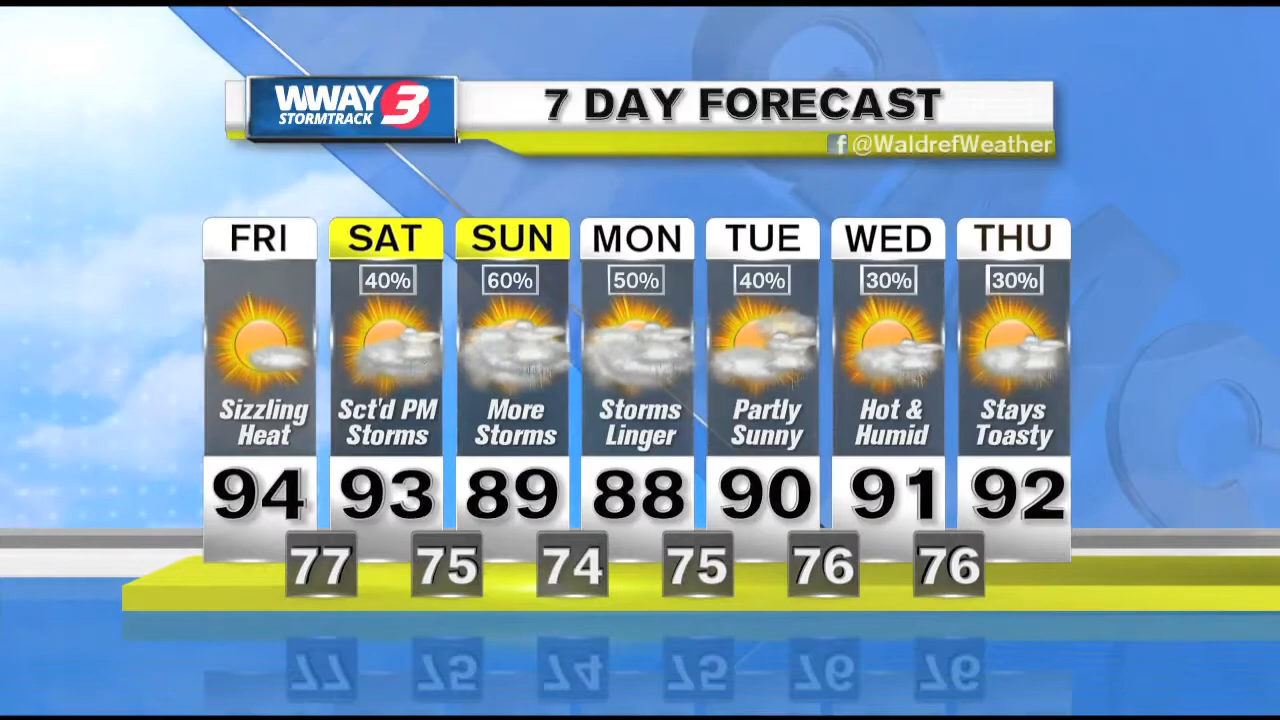 WWAY 3
STORMTRACK
7 DAY FORECAST
f @WaldrefWeather
FRI SAT SUN MON TUE WED THU
40% 60% 50% 40% 30% 30%
Sizzling Sct'd PM More Storms Partly Hot & Stays
Heat Storms Storms Linger Sunny Humid Toasty
94 93 89 88 90 91 92
77 75 74 75 76 76